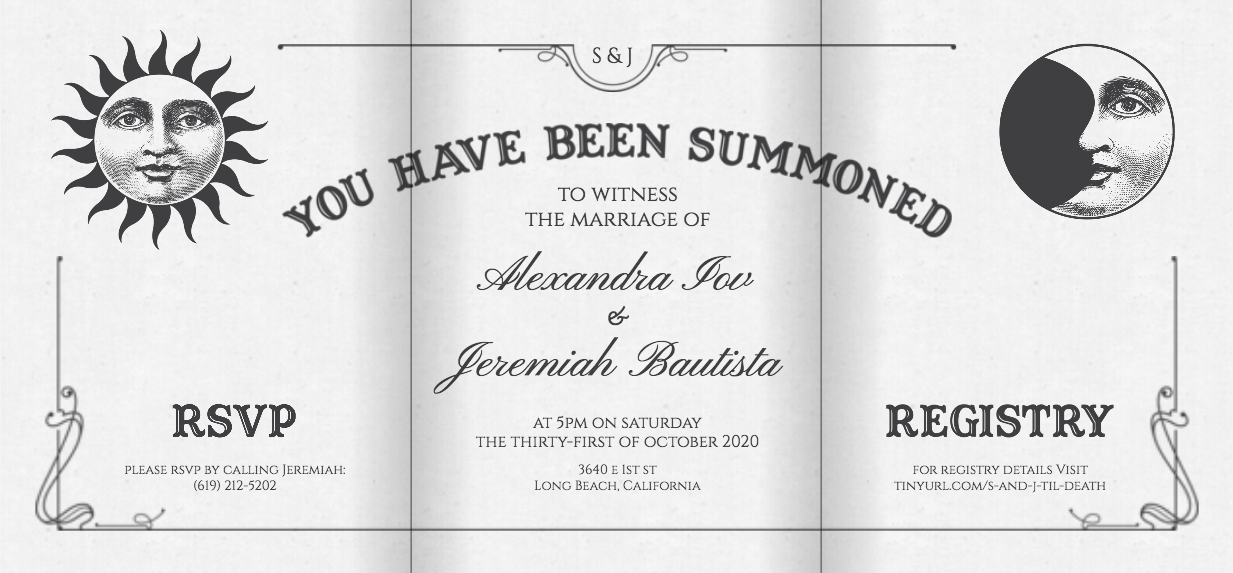 S & J
YOU HAVE BEEN SUMMONED
TO WITNESS
THE MARRIAGE OF
Alexandra Iov
&
Jeremiah Bautista
AT 5PM ON SATURDAY
THE THIRTY-FIRST OF OCTOBER 2020
3640 E 1ST ST
LONG BEACH, CALIFORNIA
RSVP
PLEASE RSVP BY CALLING JEREMIAH:
(619) 212-5202
REGISTRY
FOR REGISTRY DETAILS VISIT
TINYURL.COM/S-AND-J-TIL-DEATH